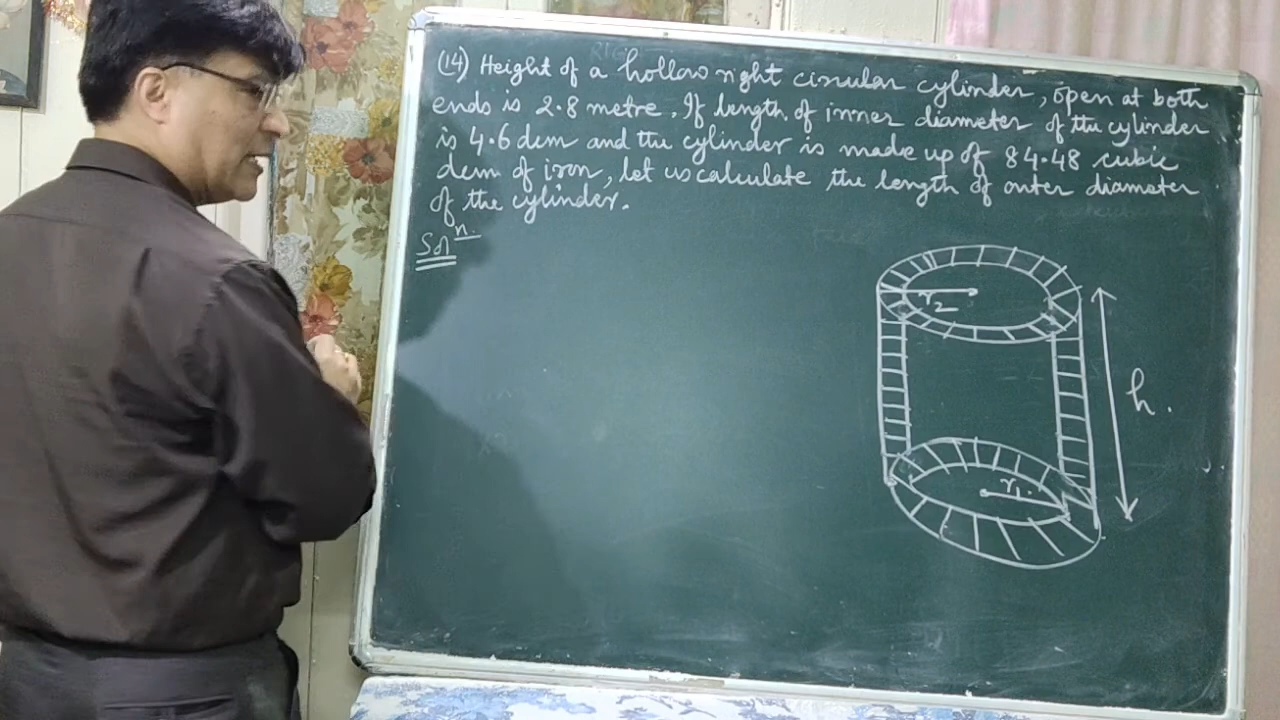 (14) Height of a hollow right circular cylinder, open at both
ends is 2.8 metre. If length of inner diameter of the cylinder
is 4.6 dcm and the cylinder is made up of 84.48 cubic
dcm of iron, let us calculate the length of outer diameter
of the cylinder.
Solⁿ.
r₂
h.
r₁.